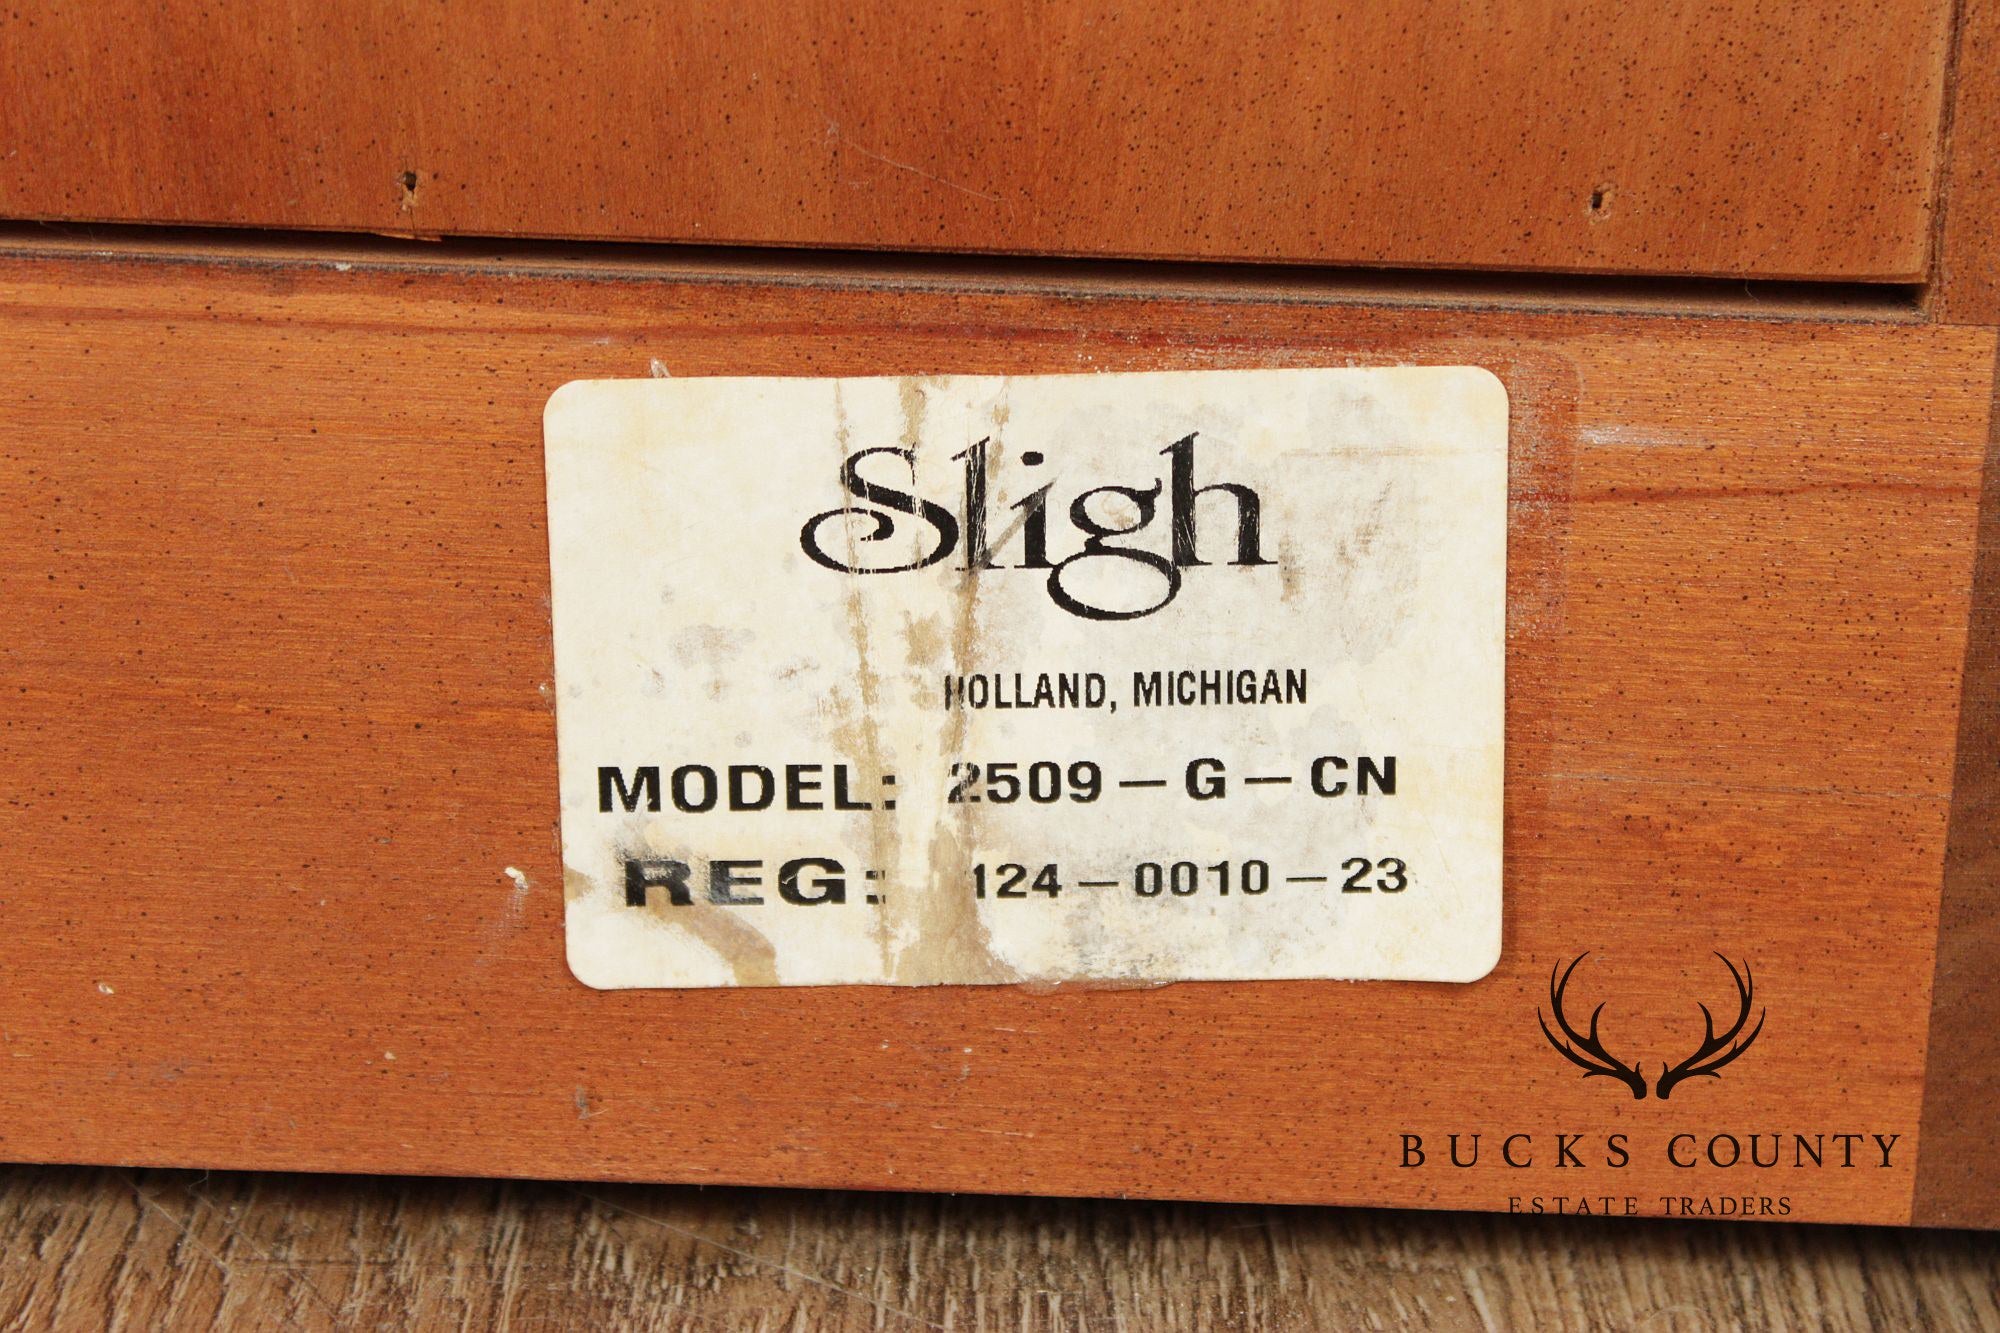 Sligh
HOLLAND, MICHIGAN
MODEL: 2509-G-CN
REG: 124-0010-23
BUCKS COUNTY
ESTATE TRADERS